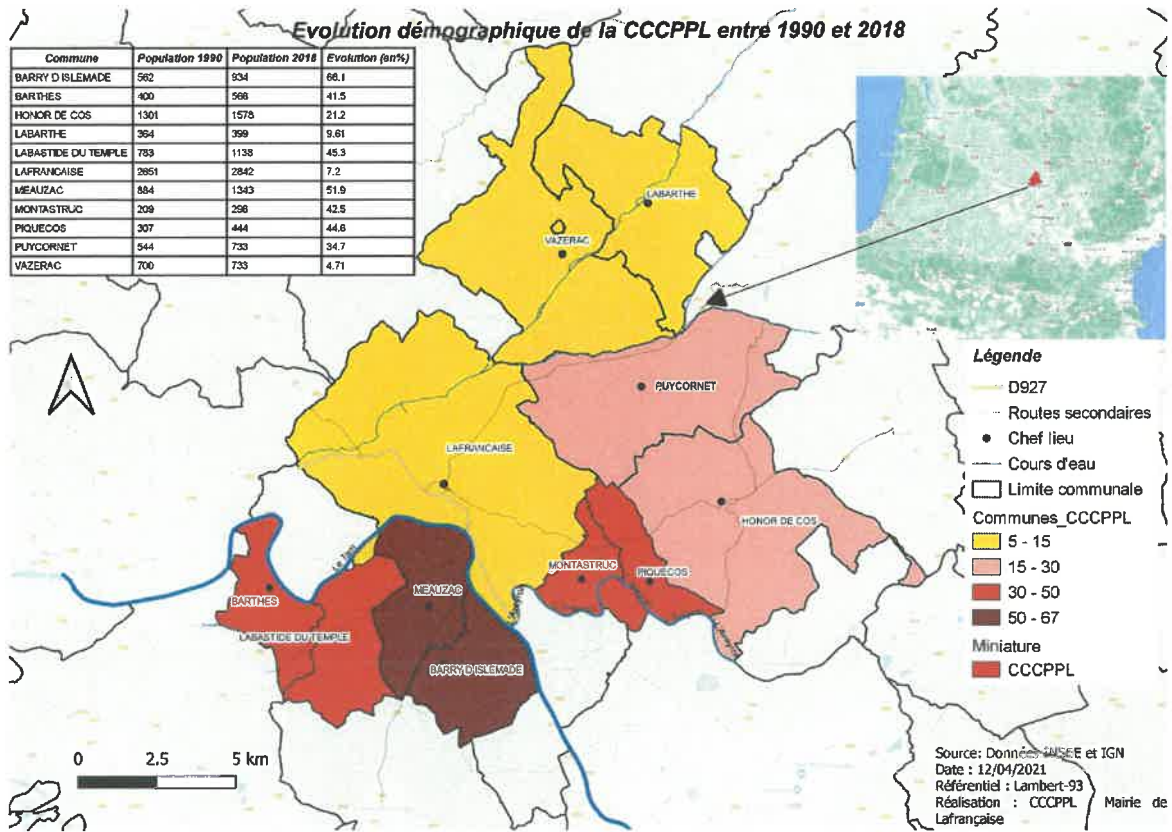 Evolution démographique de la CCCPPL entre 1990 et 2018
Commune Population 1990 Population 2018 Evolution (en%)
BARRY D ISLEMADE 562 934 66.1
BARTHES 400 566 41.5
HONOR DE COS 1301 1578 21.2
LABARTHE 364 399 9.61
LABASTIDE DU TEMPLE 783 1138 45.3
LAFRANCAISE 2651 2842 7.2
MEAUZAC 884 1343 51.9
MONTASTRUC 209 298 42.5
PIQUECOS 307 444 44.6
PUYCORNET 544 733 34.7
VAZERAC 700 733 4.71
LABARTHE
VAZERAC
PUYCORNET
LAFRANCAISE
HONOR DE COS
MONTASTRUC
PIQUECOS
Le Tarn
MEAUZAC
BARTHES
LABASTIDE DU TEMPLE
BARRY D ISLEMADE
Légende
D927
Routes secondaires
Chef lieu
Cours d'eau
Limite communale
Communes_CCCPPL
5 - 15
15 - 30
30 - 50
50 - 67
Miniature
CCCPPL
0 2.5 5 km
Source: Données INSEE et IGN
Date : 12/04/2021
Référentiel : Lambert-93
Réalisation : CCCPPL Mairie de
Lafrançaise